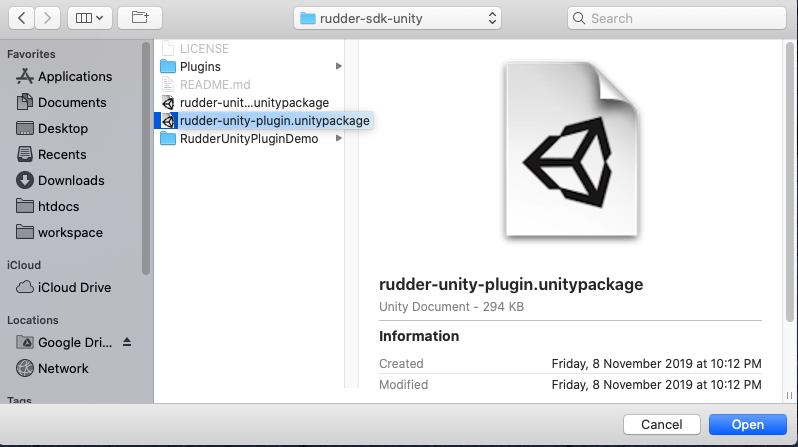 rudder-sdk-unity
Search
Favorites
Applications
Documents
Desktop
Recents
Downloads
htdocs
workspace
iCloud
iCloud Drive
Locations
Google Dri...
Network
Tags
LICENSE
Plugins
README.md
rudder-unit...unitypackage
rudder-unity-plugin.unitypackage
RudderUnityPluginDemo
rudder-unity-plugin.unitypackage
Unity Document - 294 KB
Information
Created Friday, 8 November 2019 at 10:12 PM
Modified Friday, 8 November 2019 at 10:12 PM
Cancel
Open